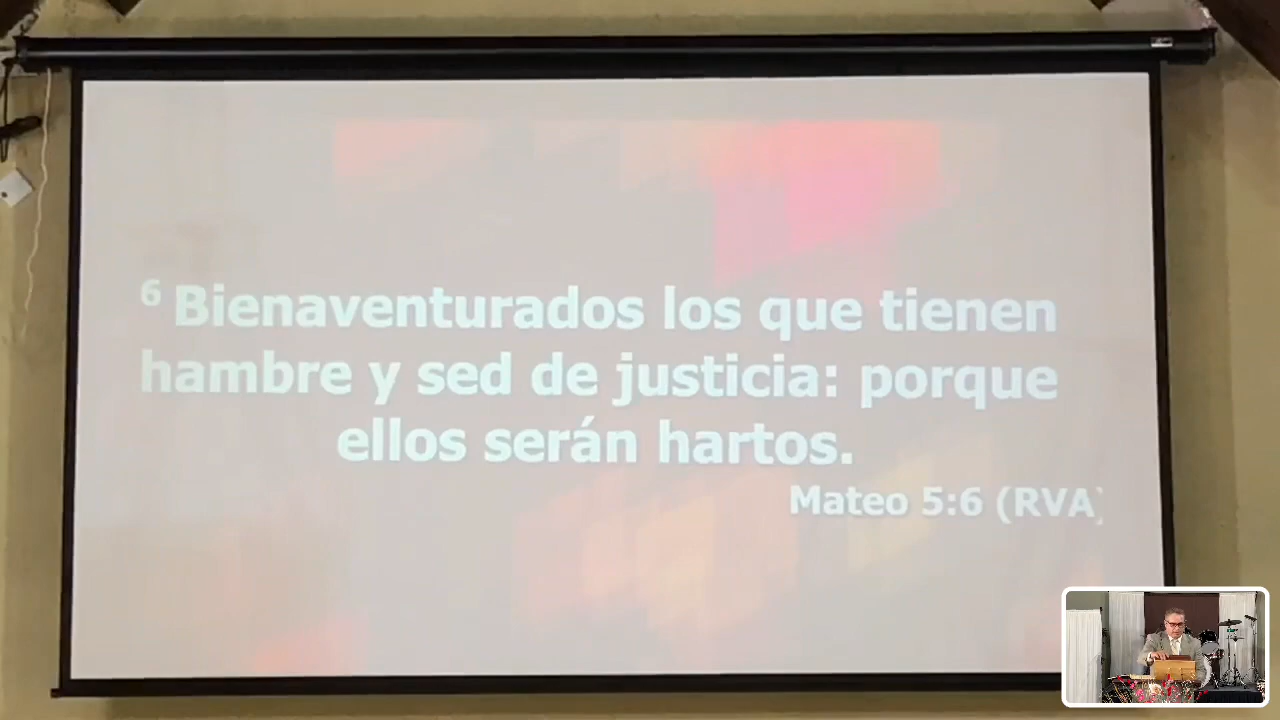 6 Bienaventurados los que tienen
hambre y sed de justicia: porque
ellos serán hartos.
Mateo 5:6 (RVA)